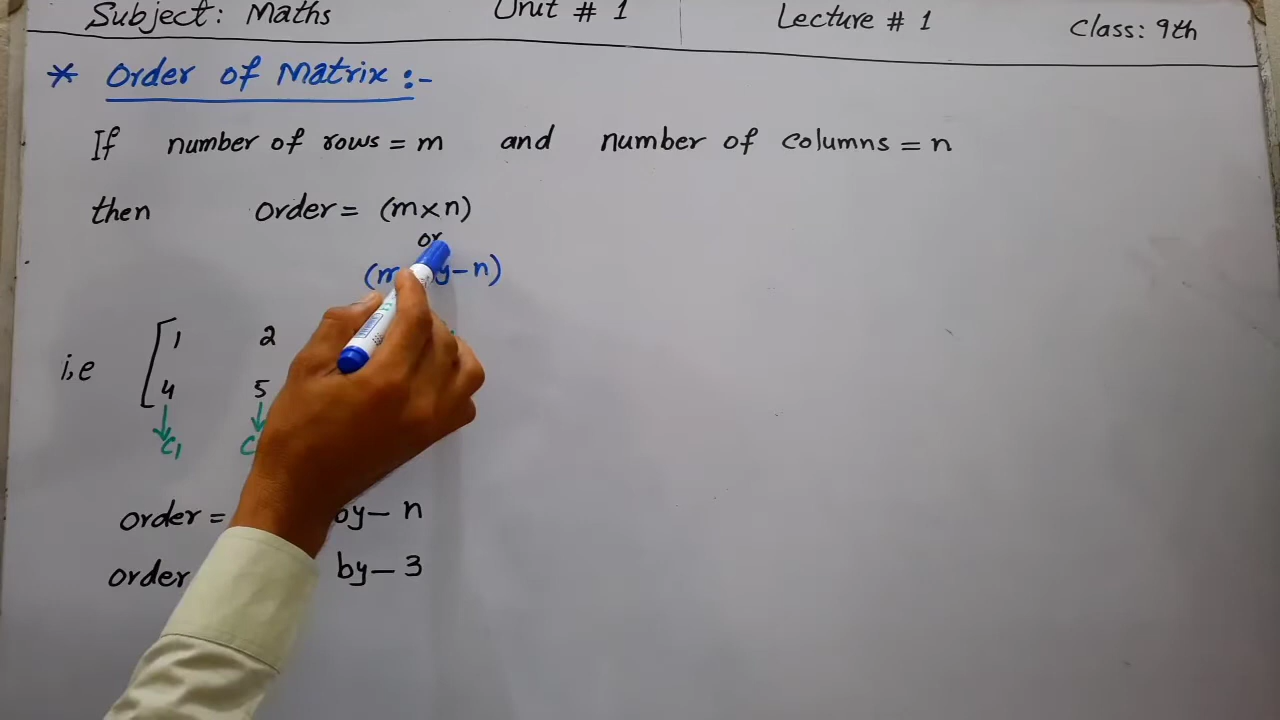 Subject: Maths Unit # 1 Lecture # 1 Class: 9th
* Order of Matrix :-
If number of rows = m and number of columns = n
then order = (m×n)
or
(m y-n)
i,e [ 1 2
4 5
C1 C
order = by- n
order by- 3